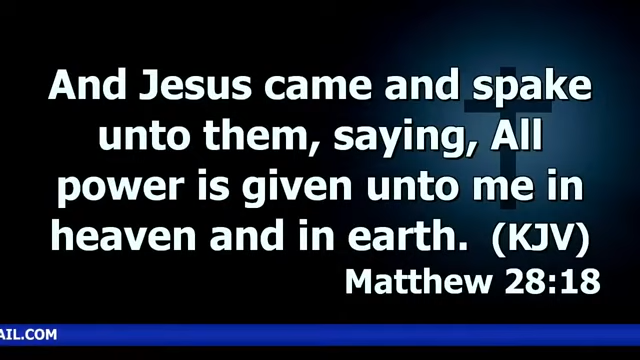 And Jesus came and spake
unto them, saying, All
power is given unto me in
heaven and in earth. (KJV)
Matthew 28:18
AIL.COM